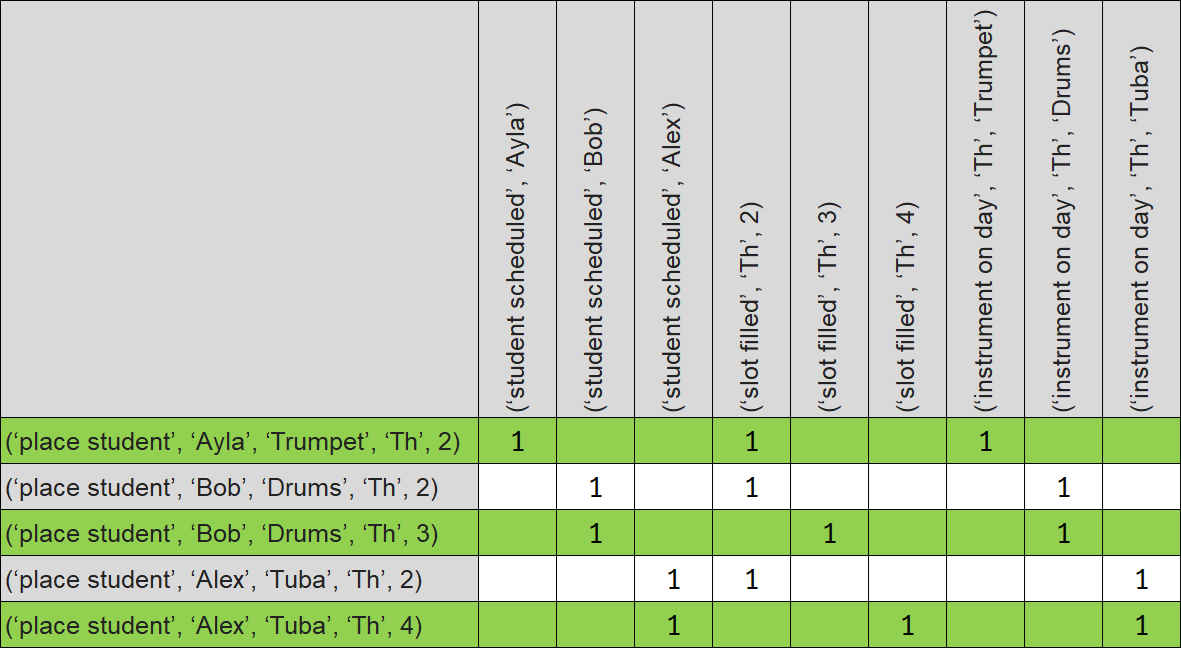 (‘student scheduled’, ‘Ayla’)
(‘student scheduled’, ‘Bob’)
(‘student scheduled’, ‘Alex’)
(‘slot filled’, ‘Th’, 2)
(‘slot filled’, ‘Th’, 3)
(‘slot filled’, ‘Th’, 4)
(‘instrument on day’, ‘Th’, ‘Trumpet’)
(‘instrument on day’, ‘Th’, ‘Drums’)
(‘instrument on day’, ‘Th’, ‘Tuba’)
(‘place student’, ‘Ayla’, ‘Trumpet’, ‘Th’, 2) 1 1 1
(‘place student’, ‘Bob’, ‘Drums’, ‘Th’, 2) 1 1 1
(‘place student’, ‘Bob’, ‘Drums’, ‘Th’, 3) 1 1 1
(‘place student’, ‘Alex’, ‘Tuba’, ‘Th’, 2) 1 1 1
(‘place student’, ‘Alex’, ‘Tuba’, ‘Th’, 4) 1 1 1